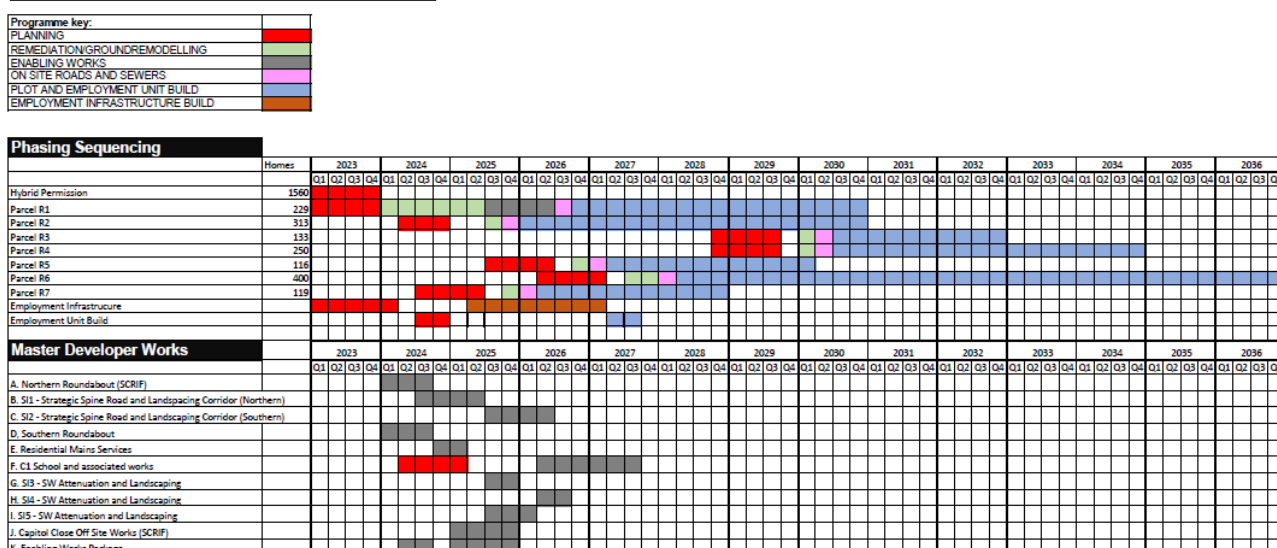 Programme key:
PLANNING
REMEDIATION/GROUNDREMODELLING
ENABLING WORKS
ON SITE ROADS AND SEWERS
PLOT AND EMPLOYMENT UNIT BUILD
EMPLOYMENT INFRASTRUCTURE BUILD
Phasing Sequencing
Homes 2023 2024 2025 2026 2027 2028 2029 2030 2031 2032 2033 2034 2035 2036
Q1 Q2 Q3 Q4 Q1 Q2 Q3 Q4 Q1 Q2 Q3 Q4 Q1 Q2 Q3 Q4 Q1 Q2 Q3 Q4 Q1 Q2 Q3 Q4 Q1 Q2 Q3 Q4 Q1 Q2 Q3 Q4 Q1 Q2 Q3 Q4 Q1 Q2 Q3 Q4 Q1 Q2 Q3 Q4 Q1 Q2 Q3 Q4 Q1 Q2 Q3 Q4 Q1 Q2 Q3
Hybrid Permission 1560
Parcel R1 229
Parcel R2 313
Parcel R3 133
Parcel R4 250
Parcel R5 116
Parcel R6 400
Parcel R7 119
Employment Infrastrucure
Employment Unit Build
Master Developer Works 2023 2024 2025 2026 2027 2028 2029 2030 2031 2032 2033 2034 2035 2036
Q1 Q2 Q3 Q4 Q1 Q2 Q3 Q4 Q1 Q2 Q3 Q4 Q1 Q2 Q3 Q4 Q1 Q2 Q3 Q4 Q1 Q2 Q3 Q4 Q1 Q2 Q3 Q4 Q1 Q2 Q3 Q4 Q1 Q2 Q3 Q4 Q1 Q2 Q3 Q4 Q1 Q2 Q3 Q4 Q1 Q2 Q3 Q4 Q1 Q2 Q3 Q4 Q1 Q2 Q3
A. Northern Roundabout (SCRIF)
B. SI1 - Strategic Spine Road and Landspacing Corridor (Northern)
C. SI2 - Strategic Spine Road and Landscaping Corridor (Southern)
D, Southern Roundabout
E. Residential Mains Services
F. C1 School and associated works
G. SI3 - SW Attenuation and Landscaping
H. SI4 - SW Attenuation and Landscaping
I. SI5 - SW Attenuation and Landscaping
J. Capitol Close Off Site Works (SCRIF)
K. Enabling Works Package